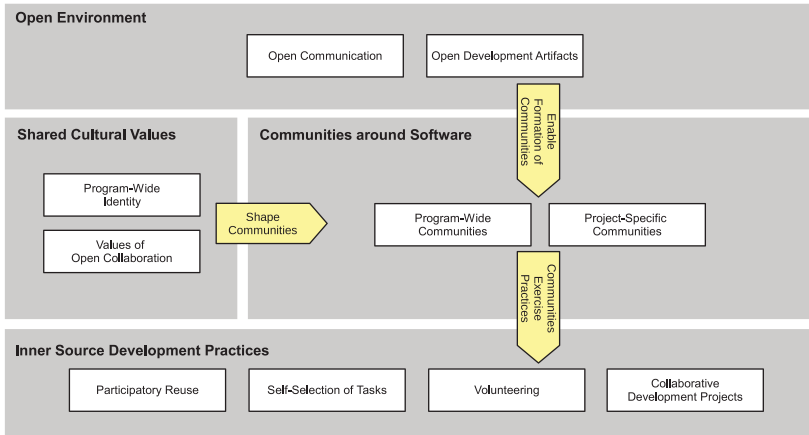 Open Environment
Open Communication
Open Development Artifacts
Enable
Formation of
Communities
Shared Cultural Values
Program-Wide
Identity
Values of
Open Collaboration
Shape
Communities
Communities around Software
Program-Wide
Communities
Project-Specific
Communities
Communities
Exercise
Practices
Inner Source Development Practices
Participatory Reuse
Self-Selection of Tasks
Volunteering
Collaborative
Development Projects